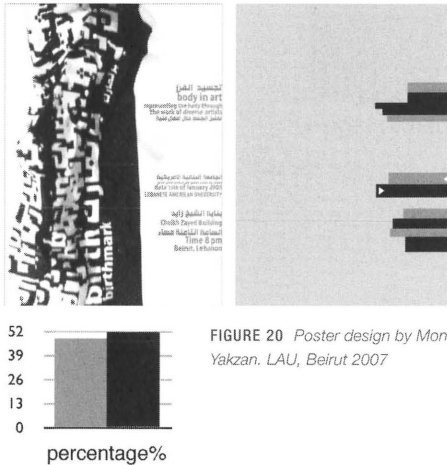 birthmark
birth
تجسيد الفن
body in art
representing the body through
the work of diverse artists
الجامعة اللبنانية الأمريكية
LEBANESE AMERICAN UNIVERSITY
بناية الشيخ زايد
Cheikh Zayed Building
الساعة الثامنة مساء
Time 8 pm
Beirut, Lebanon
52
39
26
13
0
percentage%
FIGURE 20 Poster design by Mon
Yakzan. LAU, Beirut 2007